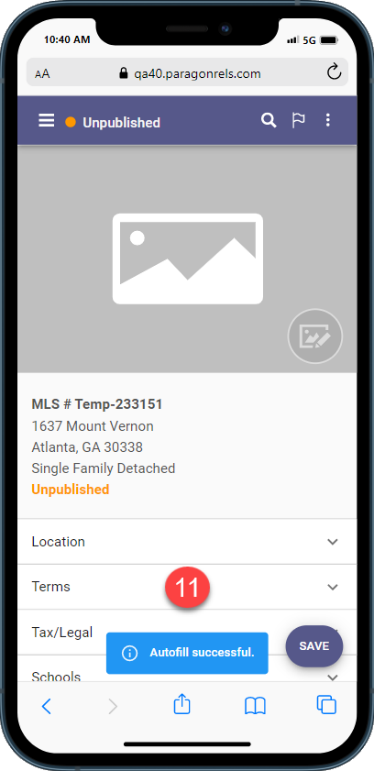 10:40 AM
5G
AA
qa40.paragonrels.com
Unpublished
MLS # Temp-233151
1637 Mount Vernon
Atlanta, GA 30338
Single Family Detached
Unpublished
Location
Terms
11
Tax/Legal
Autofill successful.
SAVE
Schools